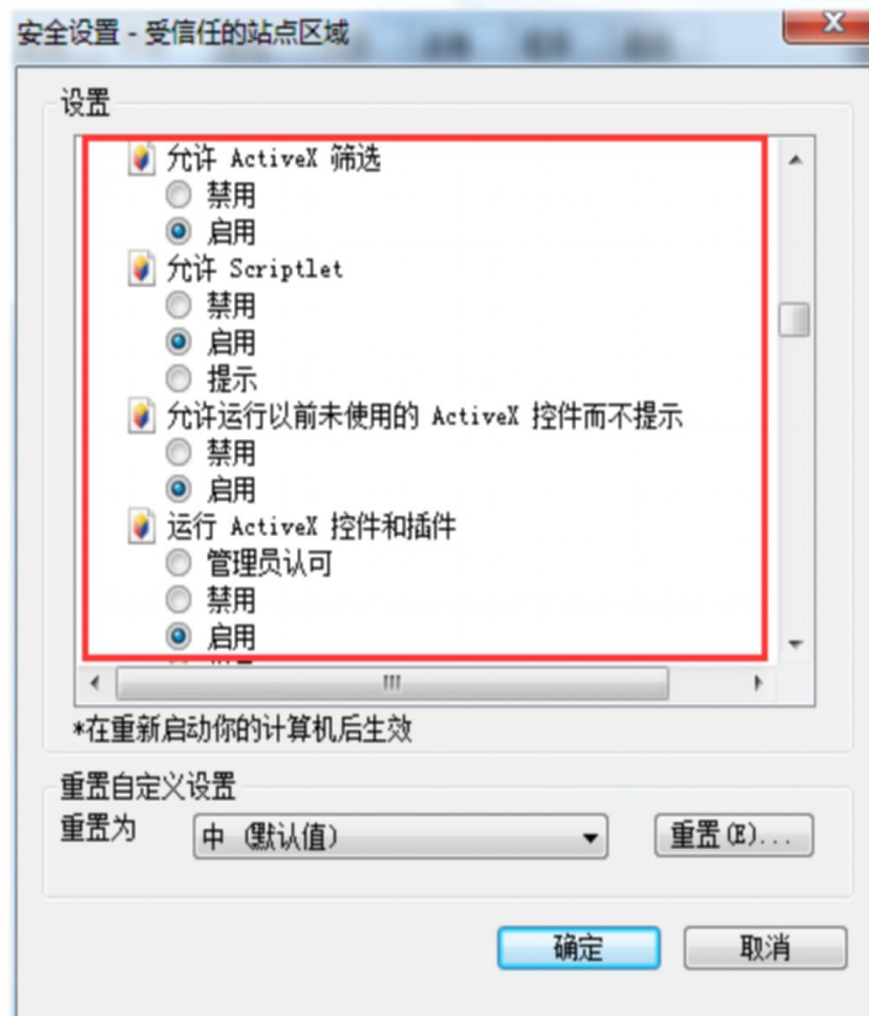 安全设置 - 受信任的站点区域
设置
允许 ActiveX 筛选
禁用
启用
允许 Scriptlet
禁用
启用
提示
允许运行以前未使用的 ActiveX 控件而不提示
禁用
启用
运行 ActiveX 控件和插件
管理员认可
禁用
启用
*在重新启动你的计算机后生效
重置自定义设置
重置为
中 (默认值)
重置(E)...
确定
取消